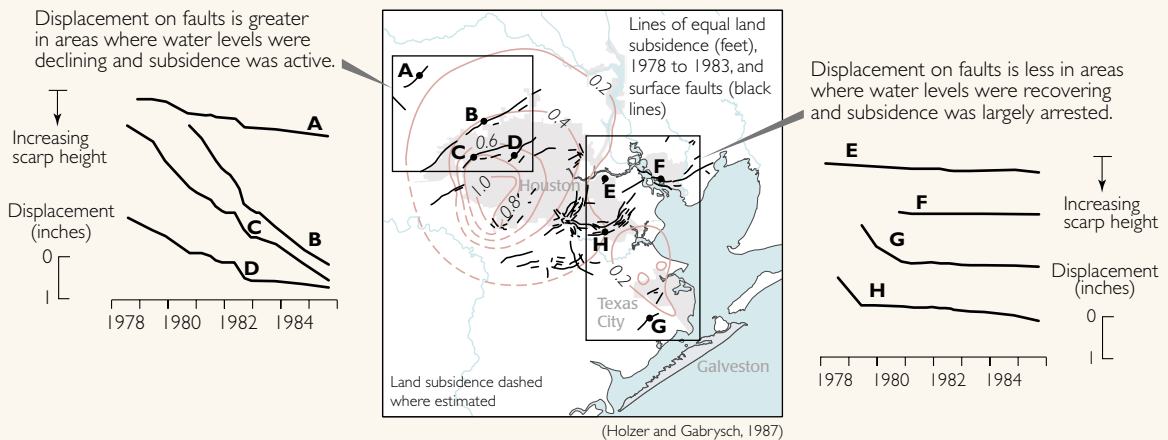 Displacement on faults is greater
in areas where water levels were
declining and subsidence was active.
Increasing
scarp height
Displacement
(inches)
0
1
A
B
C
D
1978 1980 1982 1984
Lines of equal land
subsidence (feet),
1978 to 1983, and
surface faults (black
lines)
A
B
C
D
E
F
H
G
0.2
0.4
0.6
1.0
0.8
0.2
Houston
Texas
City
Galveston
Land subsidence dashed
where estimated
(Holzer and Gabrysch, 1987)
Displacement on faults is less in areas
where water levels were recovering
and subsidence was largely arrested.
E
F
G
H
Increasing
scarp height
Displacement
(inches)
0
1
1978 1980 1982 1984